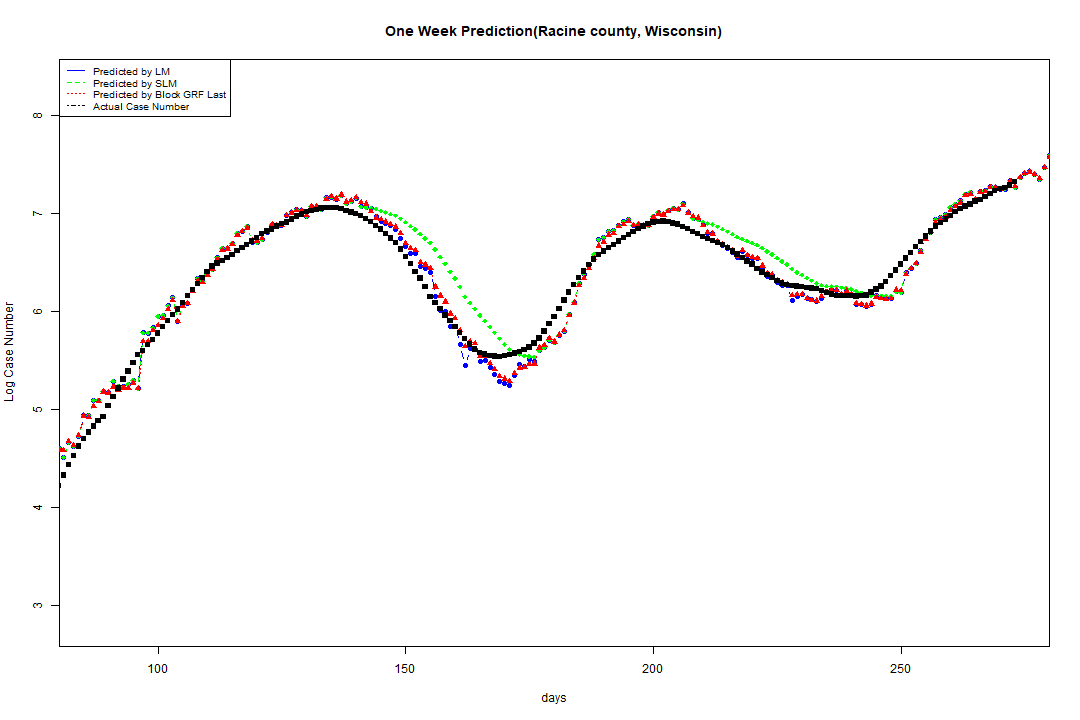 One Week Prediction(Racine county, Wisconsin)
Predicted by LM
Predicted by SLM
Predicted by Block GRF Last
Actual Case Number
Log Case Number
8
7
6
5
4
3
100 150 200 250
days